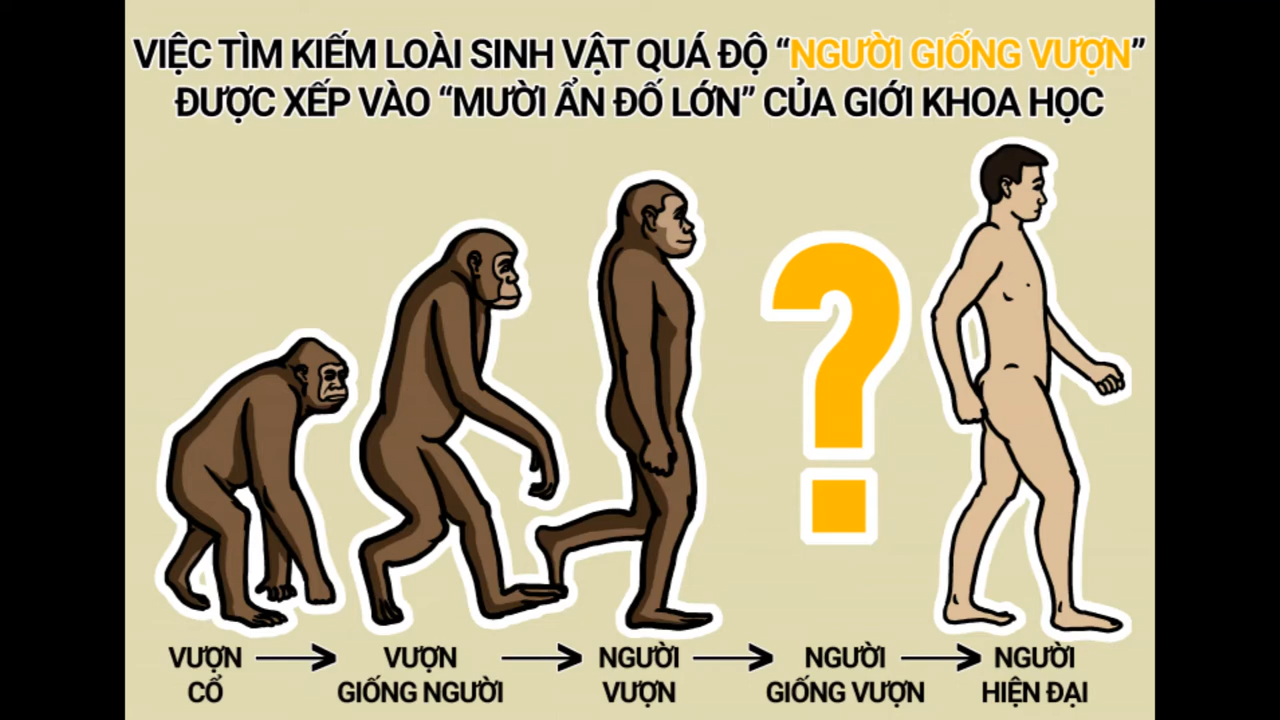 VIỆC TÌM KIẾM LOÀI SINH VẬT QUÁ ĐỘ “NGƯỜI GIỐNG VƯỢN”
ĐƯỢC XẾP VÀO “MƯỜI ẨN ĐỐ LỚN” CỦA GIỚI KHOA HỌC
?
VƯỢN CỔ → VƯỢN GIỐNG NGƯỜI → NGƯỜI VƯỢN → NGƯỜI GIỐNG VƯỢN → NGƯỜI HIỆN ĐẠI